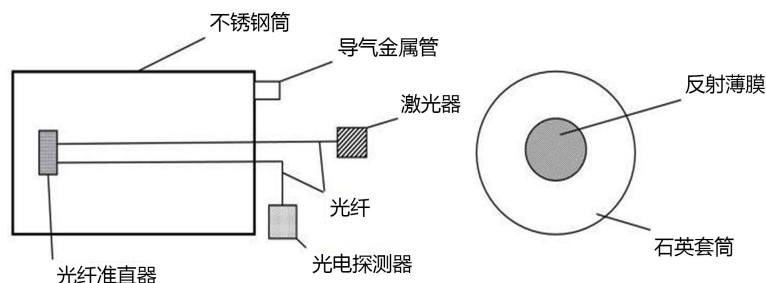 不锈钢筒
导气金属管
激光器
反射薄膜
光纤
石英套筒
光电探测器
光纤准直器